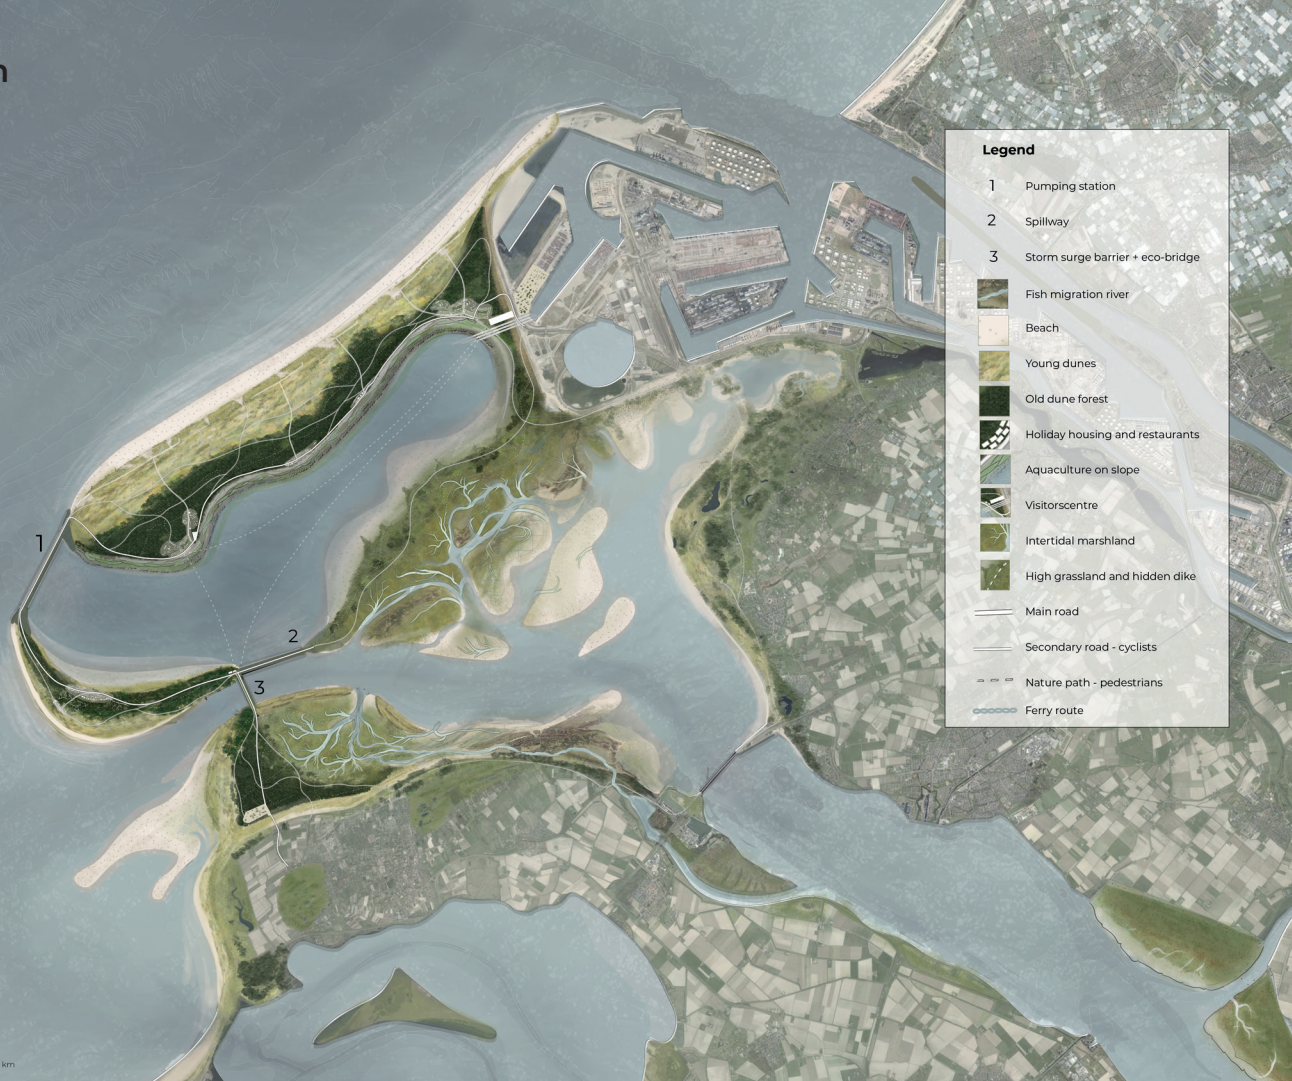 n
Legend
1 Pumping station
2 Spillway
3 Storm surge barrier + eco-bridge
Fish migration river
Beach
Young dunes
Old dune forest
Holiday housing and restaurants
Aquaculture on slope
Visitorscentre
Intertidal marshland
High grassland and hidden dike
Main road
Secondary road - cyclists
Nature path - pedestrians
Ferry route
1
2
3
km